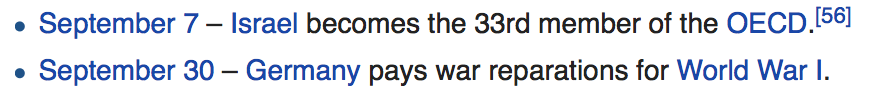 • September 7 – Israel becomes the 33rd member of the OECD.[56]
• September 30 – Germany pays war reparations for World War I.